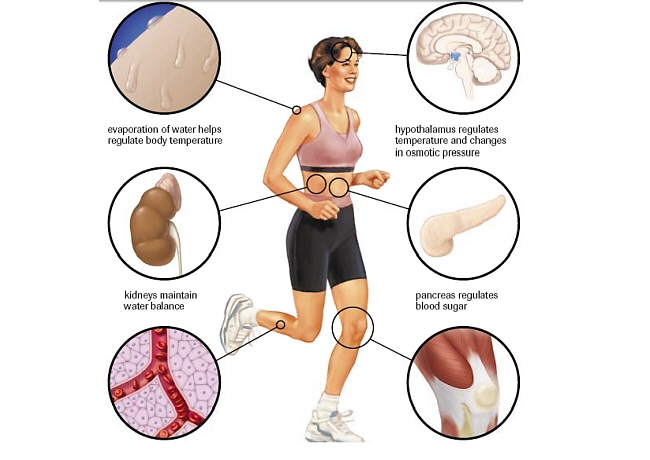 evaporation of water helps
regulate body temperature
hypothalamus regulates
temperature and changes
in osmotic pressure
kidneys maintain
water balance
pancreas regulates
blood sugar